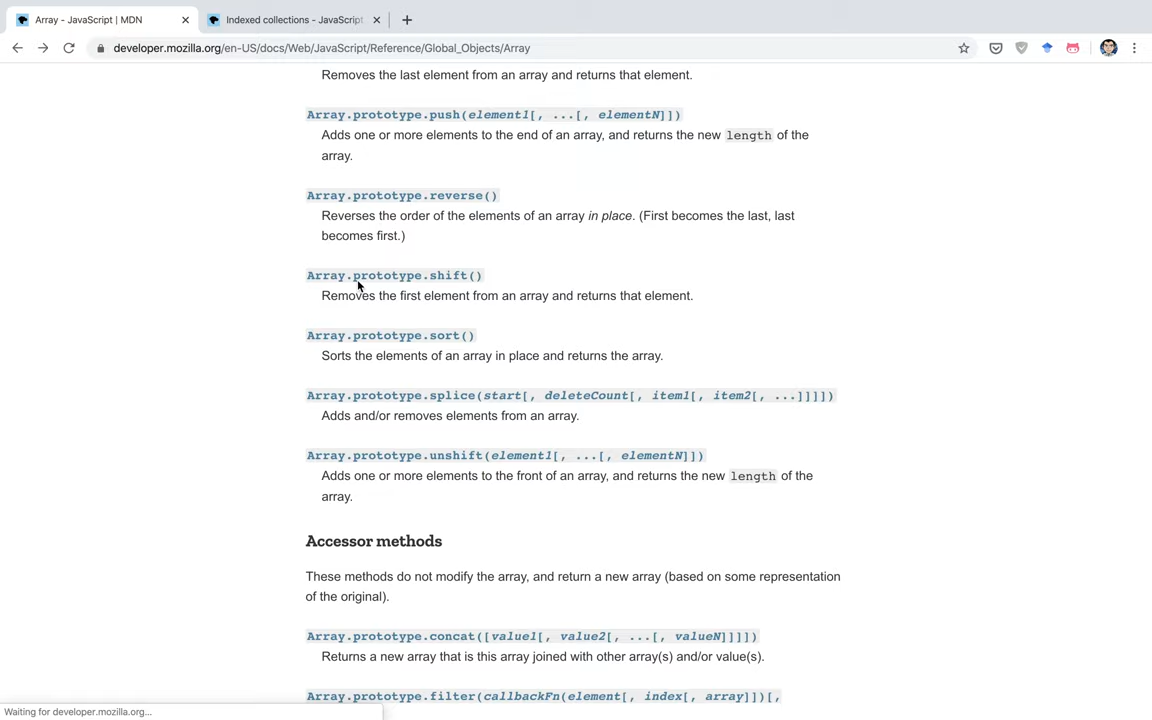 Array - JavaScript | MDN
Indexed collections - JavaScript
developer.mozilla.org/en-US/docs/Web/JavaScript/Reference/Global_Objects/Array
Removes the last element from an array and returns that element.
Array.prototype.push(element1[, ...[, elementN]])
Adds one or more elements to the end of an array, and returns the new length of the
array.
Array.prototype.reverse()
Reverses the order of the elements of an array in place. (First becomes the last, last
becomes first.)
Array.prototype.shift()
Removes the first element from an array and returns that element.
Array.prototype.sort()
Sorts the elements of an array in place and returns the array.
Array.prototype.splice(start[, deleteCount[, item1[, item2[, ...]]]])
Adds and/or removes elements from an array.
Array.prototype.unshift(element1[, ...[, elementN]])
Adds one or more elements to the front of an array, and returns the new length of the
array.
Accessor methods
These methods do not modify the array, and return a new array (based on some representation
of the original).
Array.prototype.concat([value1[, value2[, ...[, valueN]]]])
Returns a new array that is this array joined with other array(s) and/or value(s).
Array.prototype.filter(callbackFn(element[, index[, array]])[,
Waiting for developer.mozilla.org...